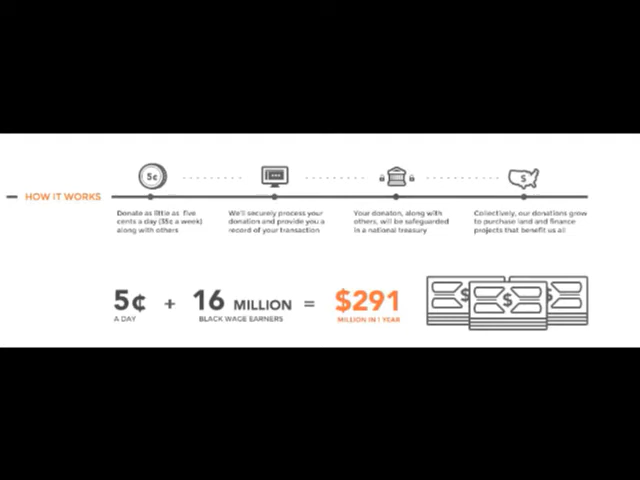 5¢
$
HOW IT WORKS
Donate as little as five
cents a day (35¢ a week)
along with others
We'll securely process your
donation and provide you a
record of your transaction
Your donaton, along with
others, will be safeguarded
in a national treasury
Collectively, our donations grow
to purchase land and finance
projects that benefit us all
5¢ + 16 MILLION = $291
A DAY
BLACK WAGE EARNERS
MILLION IN 1 YEAR
$ $ $